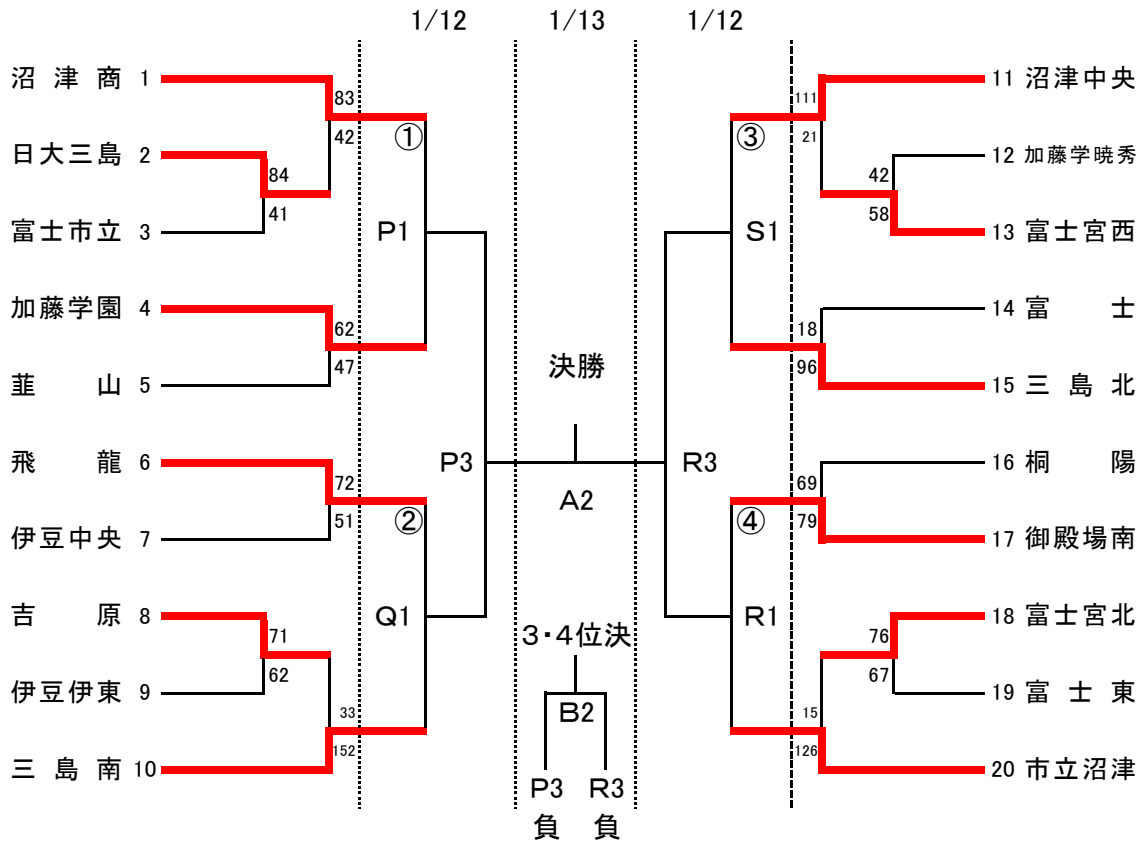 1/12 1/13 1/12
沼津商 1 83 111 11 沼津中央
42 ① ③ 21
日大三島 2 84 42 12 加藤学暁秀
41 58
富士市立 3 P1 S1 13 富士宮西
加藤学園 4 62 18 14 富士
47 決勝 96
韮山 5 15 三島北
飛龍 6 72 P3 R3 69 16 桐陽
51 ② A2 ④ 79
伊豆中央 7 17 御殿場南
吉原 8 71 Q1 R1 76 18 富士宮北
62 3・4位決 67
伊豆伊東 9 33 B2 15 19 富士東
152 126
三島南 10 P3 R3 20 市立沼津
負 負